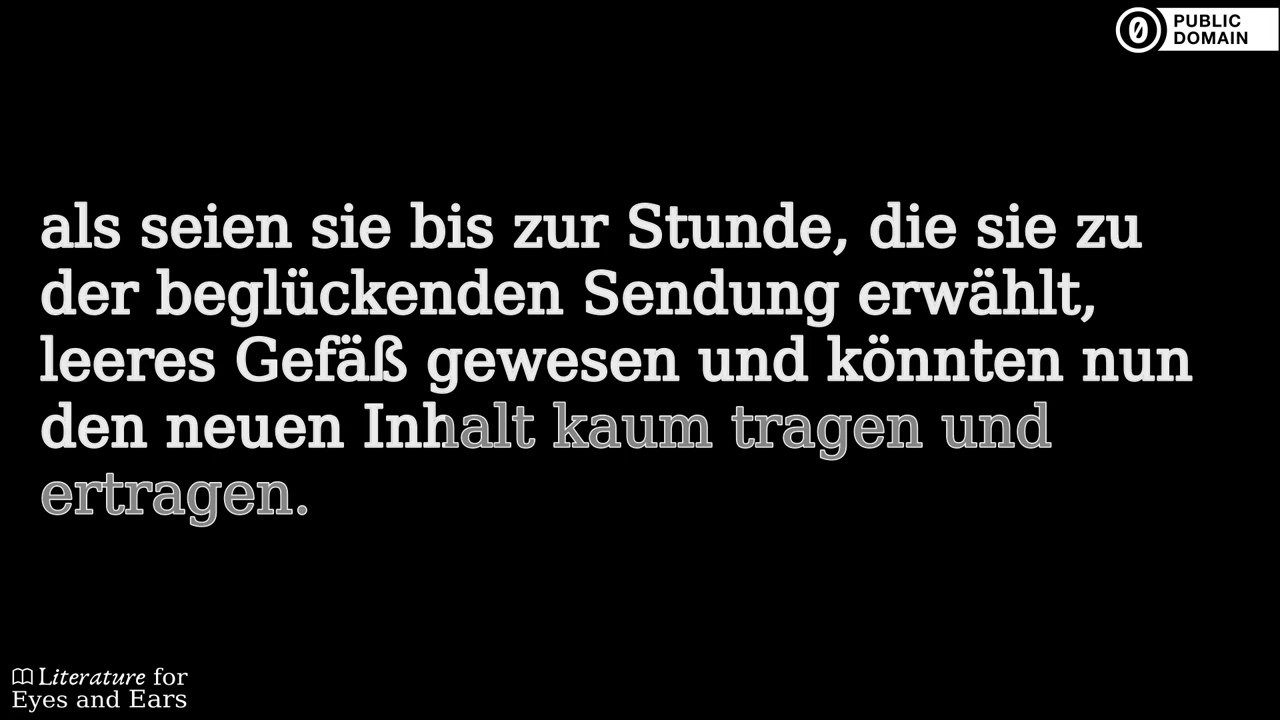 PUBLIC
DOMAIN
als seien sie bis zur Stunde, die sie zu
der beglückenden Sendung erwählt,
leeres Gefäß gewesen und könnten nun
den neuen Inhalt kaum tragen und
ertragen.
Literature for
Eyes and Ears